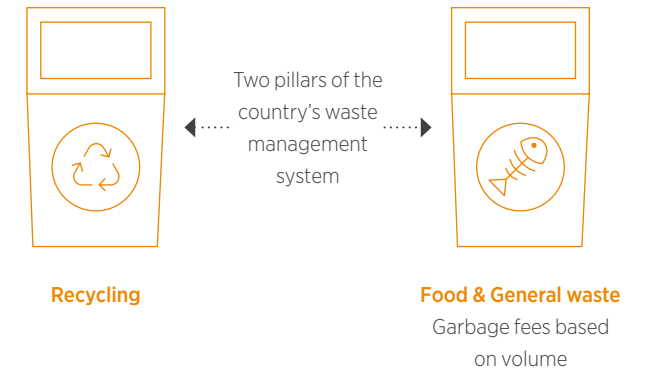 Two pillars of the
country’s waste
management
system
Recycling
Food & General waste
Garbage fees based
on volume